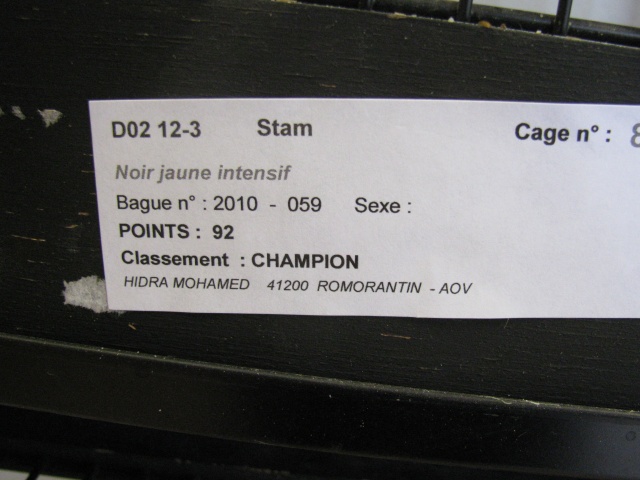 D02 12-3 Stam Cage n° :
Noir jaune intensif
Bague n° : 2010 - 059 Sexe :
POINTS : 92
Classement : CHAMPION
HIDRA MOHAMED 41200 ROMORANTIN - AOV